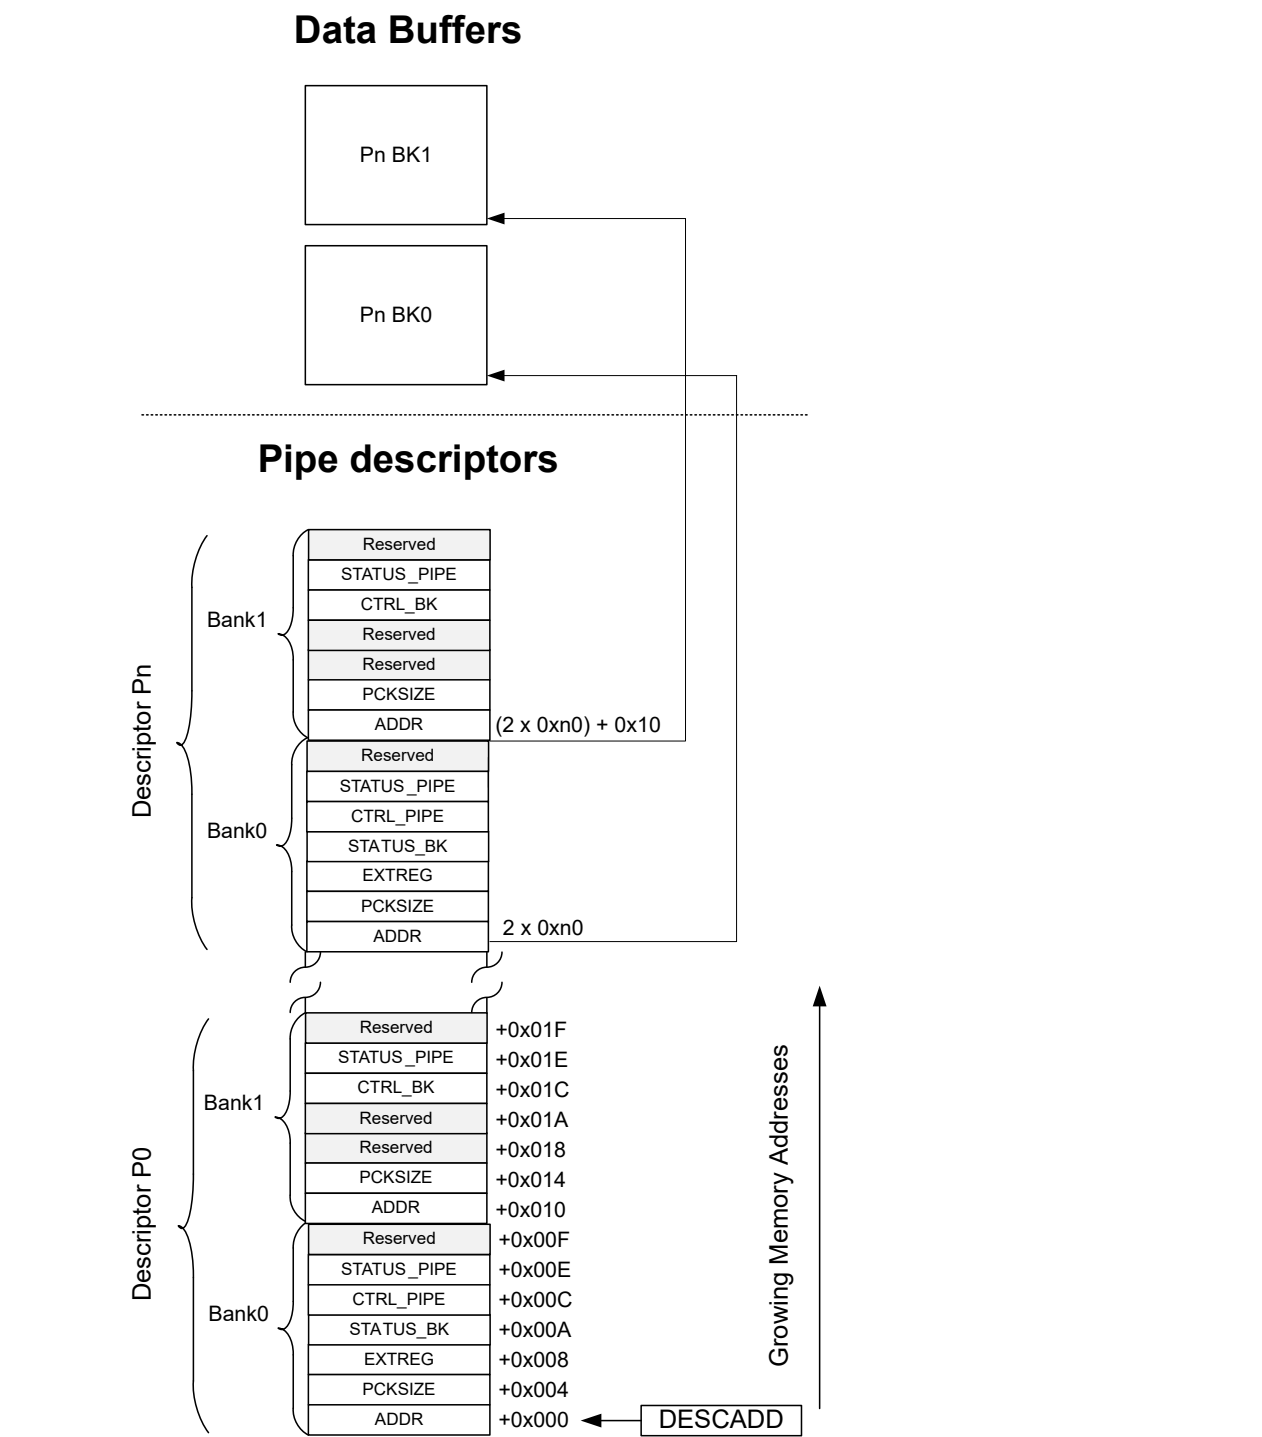 Data Buffers
Pn BK1
Pn BK0
Pipe descriptors
Descriptor Pn
Bank1
Reserved
STATUS_PIPE
CTRL_BK
Reserved
Reserved
PCKSIZE
ADDR (2 x 0xn0) + 0x10
Bank0
Reserved
STATUS_PIPE
CTRL_PIPE
STATUS_BK
EXTREG
PCKSIZE
ADDR 2 x 0xn0
Descriptor P0
Bank1
Reserved +0x01F
STATUS_PIPE +0x01E
CTRL_BK +0x01C
Reserved +0x01A
Reserved +0x018
PCKSIZE +0x014
ADDR +0x010
Bank0
Reserved +0x00F
STATUS_PIPE +0x00E
CTRL_PIPE +0x00C
STATUS_BK +0x00A
EXTREG +0x008
PCKSIZE +0x004
ADDR +0x000 DESCADD
Growing Memory Addresses